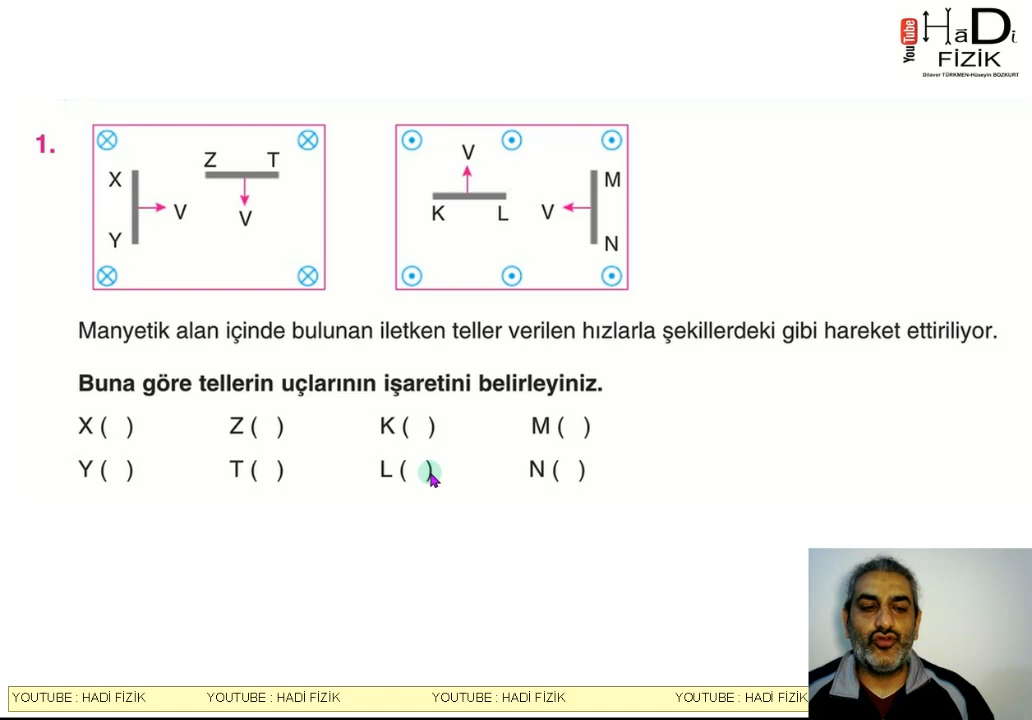 YouTube HaDi
FİZİK
Dilaver TÜRKMEN-Hüseyin BOZKURT
1.
X Z T V M
V V K L V
Y N
Manyetik alan içinde bulunan iletken teller verilen hızlarla şekillerdeki gibi hareket ettiriliyor.
Buna göre tellerin uçlarının işaretini belirleyiniz.
X ( ) Z ( ) K ( ) M ( )
Y ( ) T ( ) L ( ) N ( )
YOUTUBE : HADİ FİZİK YOUTUBE : HADİ FİZİK YOUTUBE : HADİ FİZİK YOUTUBE : HADİ FİZİK